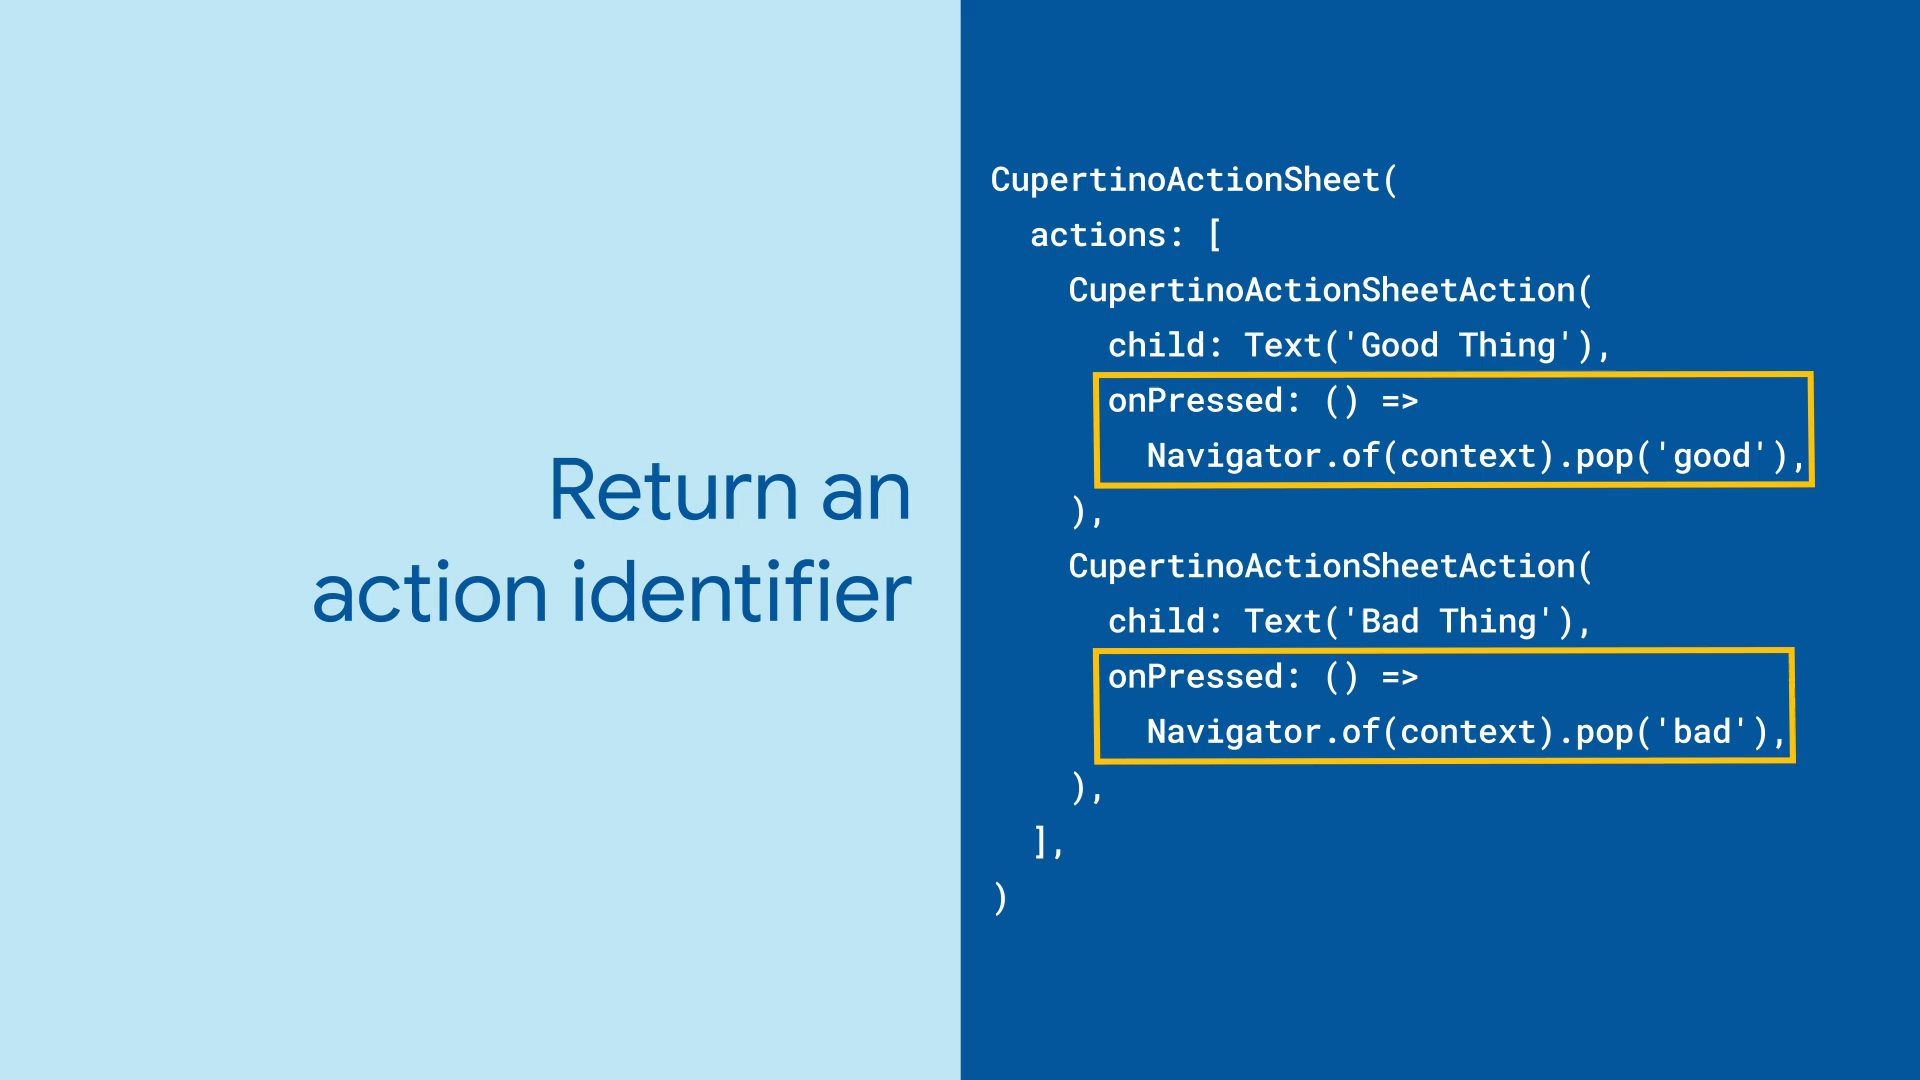 Return an
action identifier
CupertinoActionSheet(
  actions: [
    CupertinoActionSheetAction(
      child: Text('Good Thing'),
      onPressed: () =>
        Navigator.of(context).pop('good'),
    ),
    CupertinoActionSheetAction(
      child: Text('Bad Thing'),
      onPressed: () =>
        Navigator.of(context).pop('bad'),
    ),
  ],
)